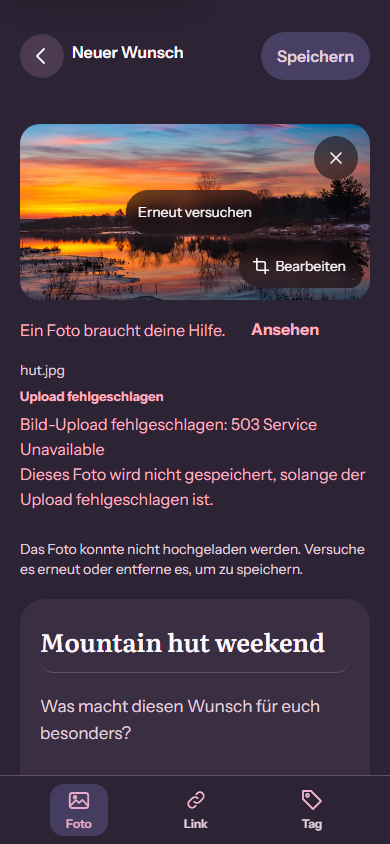 Neuer Wunsch
Speichern
Erneut versuchen
Bearbeiten
Ein Foto braucht deine Hilfe. Ansehen
hut.jpg
Upload fehlgeschlagen
Bild-Upload fehlgeschlagen: 503 Service
Unavailable
Dieses Foto wird nicht gespeichert, solange der
Upload fehlgeschlagen ist.
Das Foto konnte nicht hochgeladen werden. Versuche
es erneut oder entferne es, um zu speichern.
Mountain hut weekend
Was macht diesen Wunsch für euch
besonders?
Foto
Link
Tag